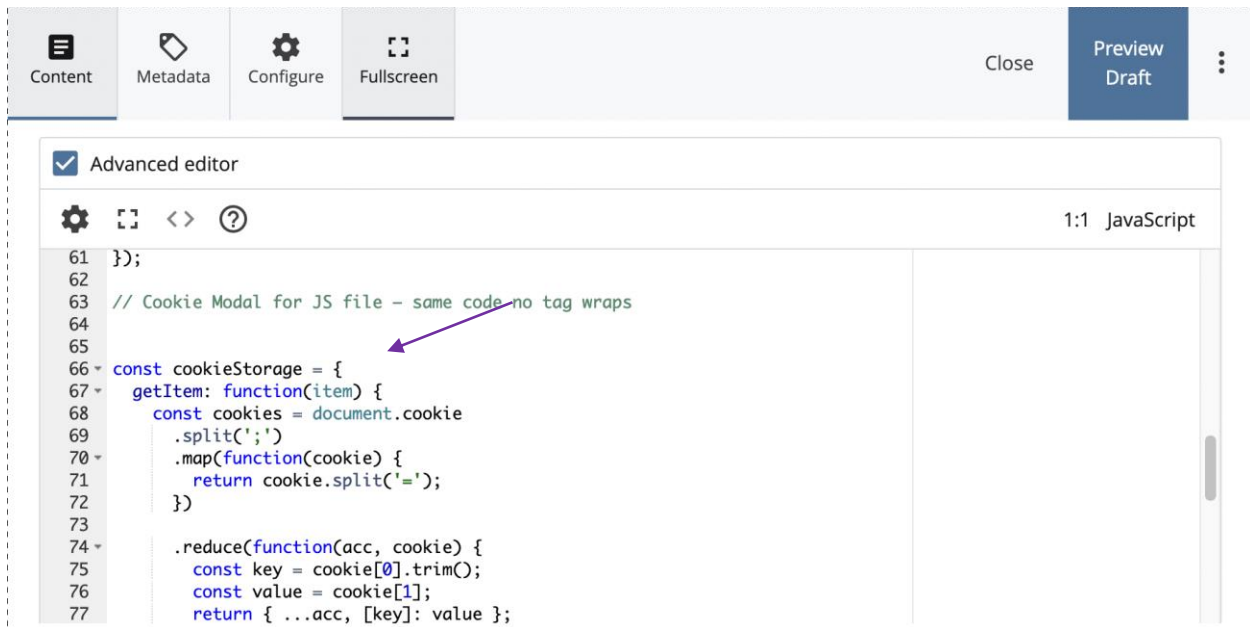 Content
Metadata
Configure
Fullscreen
Close
Preview
Draft
Advanced editor
1:1 JavaScript
61 });
62
63 // Cookie Modal for JS file – same code no tag wraps
64
65
66 const cookieStorage = {
67 getItem: function(item) {
68 const cookies = document.cookie
69 .split(';')
70 .map(function(cookie) {
71 return cookie.split('=');
72 })
73
74 .reduce(function(acc, cookie) {
75 const key = cookie[0].trim();
76 const value = cookie[1];
77 return { ...acc, [key]: value };